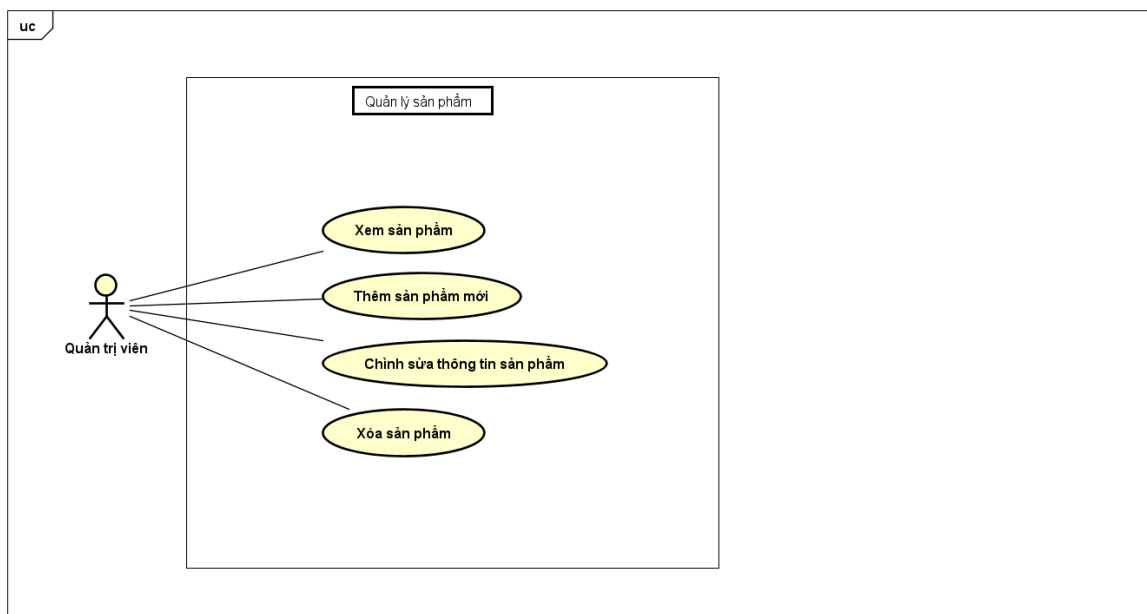 uc
Quản lý sản phẩm
Xem sản phẩm
Thêm sản phẩm mới
Quản trị viên
Chỉnh sửa thông tin sản phẩm
Xóa sản phẩm